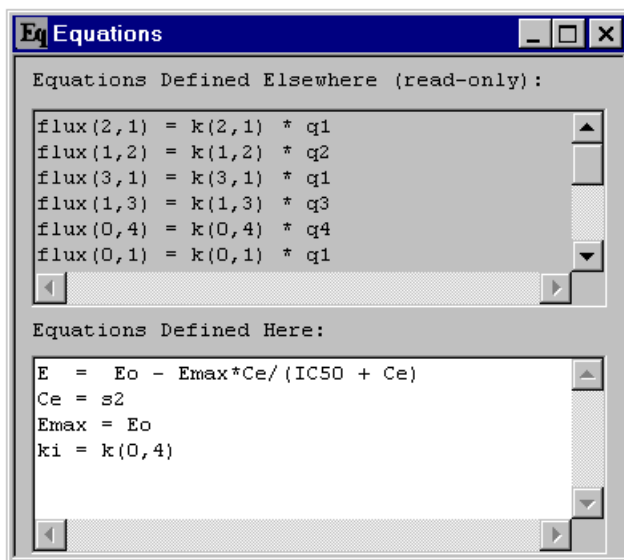 Eq Equations
Equations Defined Elsewhere (read-only):
flux(2,1) = k(2,1) * q1
flux(1,2) = k(1,2) * q2
flux(3,1) = k(3,1) * q1
flux(1,3) = k(1,3) * q3
flux(0,4) = k(0,4) * q4
flux(0,1) = k(0,1) * q1
Equations Defined Here:
E  =  Eo - Emax*Ce/(IC50 + Ce)
Ce = s2
Emax = Eo
ki = k(0,4)